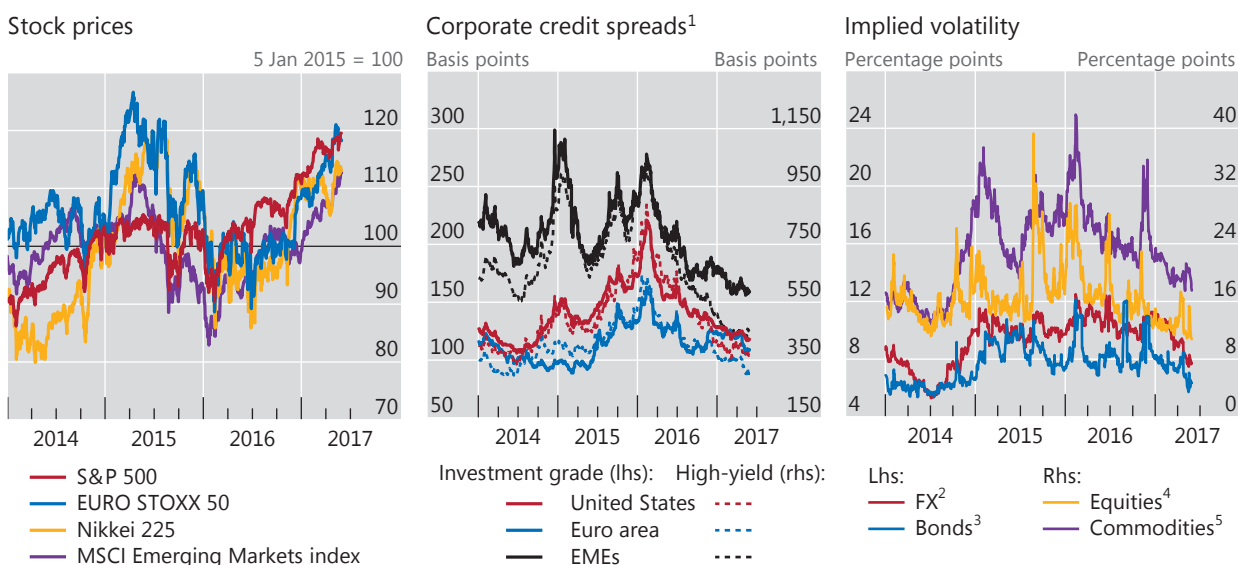 Stock prices
5 Jan 2015 = 100
120
110
100
90
80
70
2014 2015 2016 2017
S&P 500
EURO STOXX 50
Nikkei 225
MSCI Emerging Markets index
Corporate credit spreads1
Basis points Basis points
300 1,150
250 950
200 750
150 550
100 350
50 150
2014 2015 2016 2017
Investment grade (lhs): High-yield (rhs):
United States
Euro area
EMEs
Implied volatility
Percentage points Percentage points
24 40
20 32
16 24
12 16
8 8
4 0
2014 2015 2016 2017
Lhs: Rhs:
FX2 Equities4
Bonds3 Commodities5